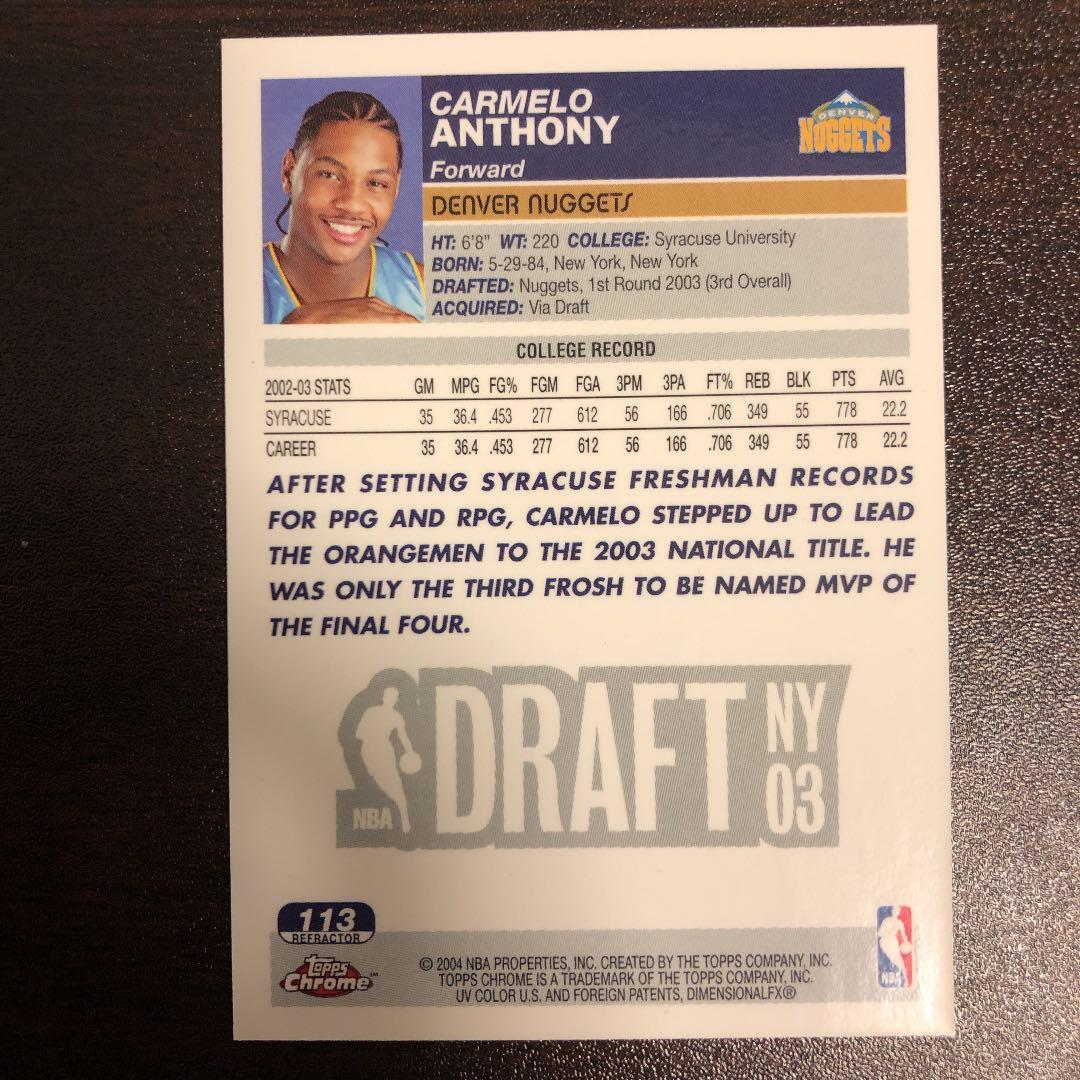 CARMELO
ANTHONY
Forward
DENVER
NUGGETS
DENVER NUGGETS
HT: 6'8" WT: 220 COLLEGE: Syracuse University
BORN: 5-29-84, New York, New York
DRAFTED: Nuggets, 1st Round 2003 (3rd Overall)
ACQUIRED: Via Draft
COLLEGE RECORD
2002-03 STATS GM MPG FG% FGM FGA 3PM 3PA FT% REB BLK PTS AVG
SYRACUSE 35 36.4 .453 277 612 56 166 .706 349 55 778 22.2
CAREER 35 36.4 .453 277 612 56 166 .706 349 55 778 22.2
AFTER SETTING SYRACUSE FRESHMAN RECORDS
FOR PPG AND RPG, CARMELO STEPPED UP TO LEAD
THE ORANGEMEN TO THE 2003 NATIONAL TITLE. HE
WAS ONLY THE THIRD FROSH TO BE NAMED MVP OF
THE FINAL FOUR.
NBA DRAFT NY
03
113
REFRACTOR
Topps
Chrome™
© 2004 NBA PROPERTIES, INC. CREATED BY THE TOPPS COMPANY, INC.
TOPPS CHROME IS A TRADEMARK OF THE TOPPS COMPANY, INC.
UV COLOR U.S. AND FOREIGN PATENTS, DIMENSIONALFX®
NBA